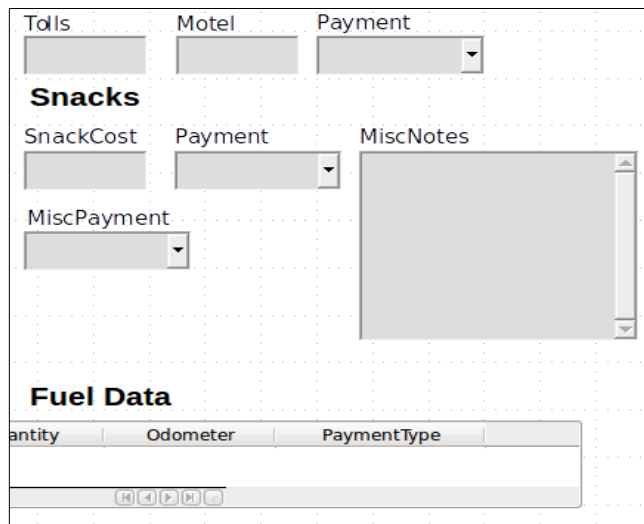 Tolls Motel Payment
Snacks
SnackCost Payment MiscNotes
MiscPayment
Fuel Data
antity Odometer PaymentType